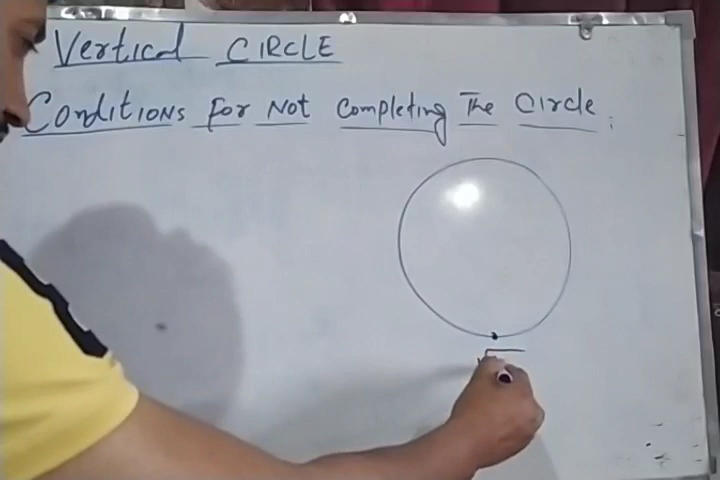 Vertical CIRCLE
Conditions For Not Completing The Circle :